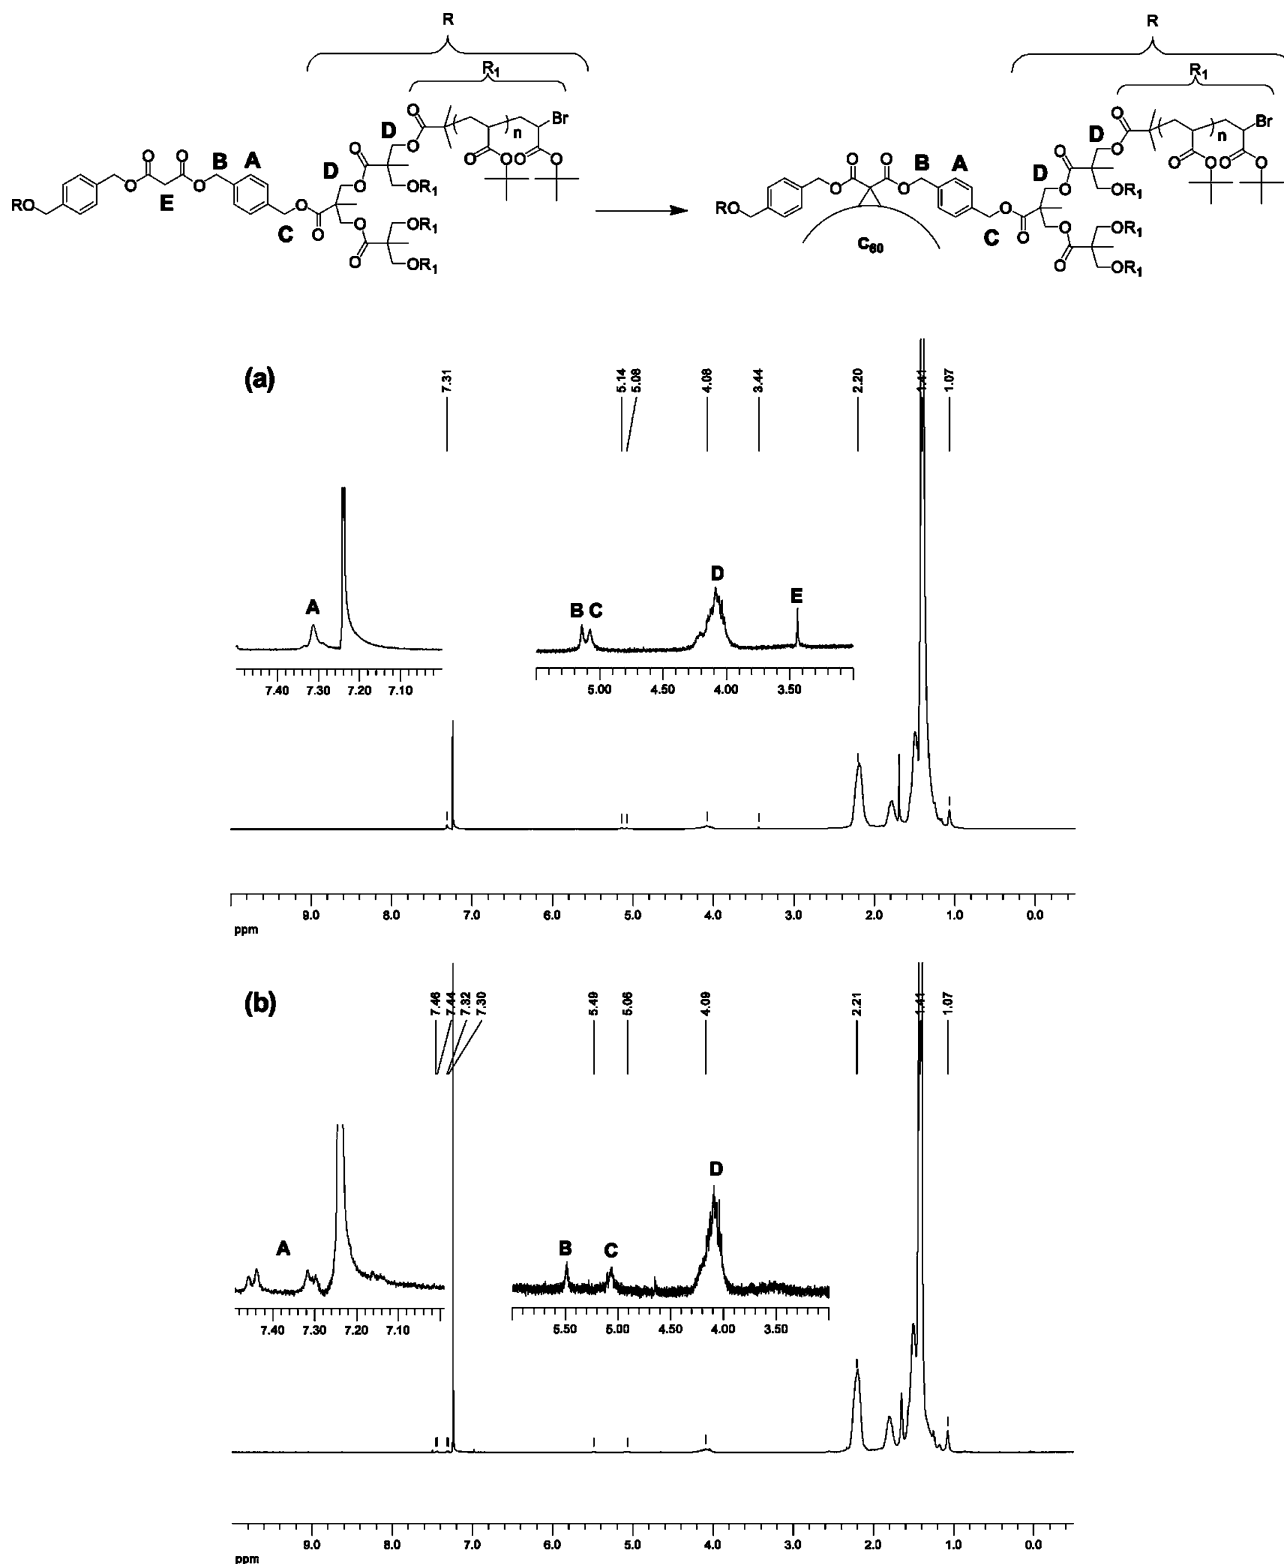 R R
R1 R1
O Br O Br
D n D n
O O O O O O O O
O O B A D O OR1 O O B A D O OR1
O O O O O O
RO E C O O OR1 RO C60 C O O OR1
O OR1 O OR1
(a)
7.31 5.14 5.08 4.08 3.44 2.20 1.41 1.07
A B C D E
7.40 7.30 7.20 7.10 5.00 4.50 4.00 3.50
9.0 8.0 7.0 6.0 5.0 4.0 3.0 2.0 1.0 0.0
ppm
(b)
7.46 7.44 7.32 7.30 5.49 5.06 4.09 2.21 1.41 1.07
A B C D
7.40 7.30 7.20 7.10 5.50 5.00 4.50 4.00 3.50
9.0 8.0 7.0 6.0 5.0 4.0 3.0 2.0 1.0 0.0
ppm